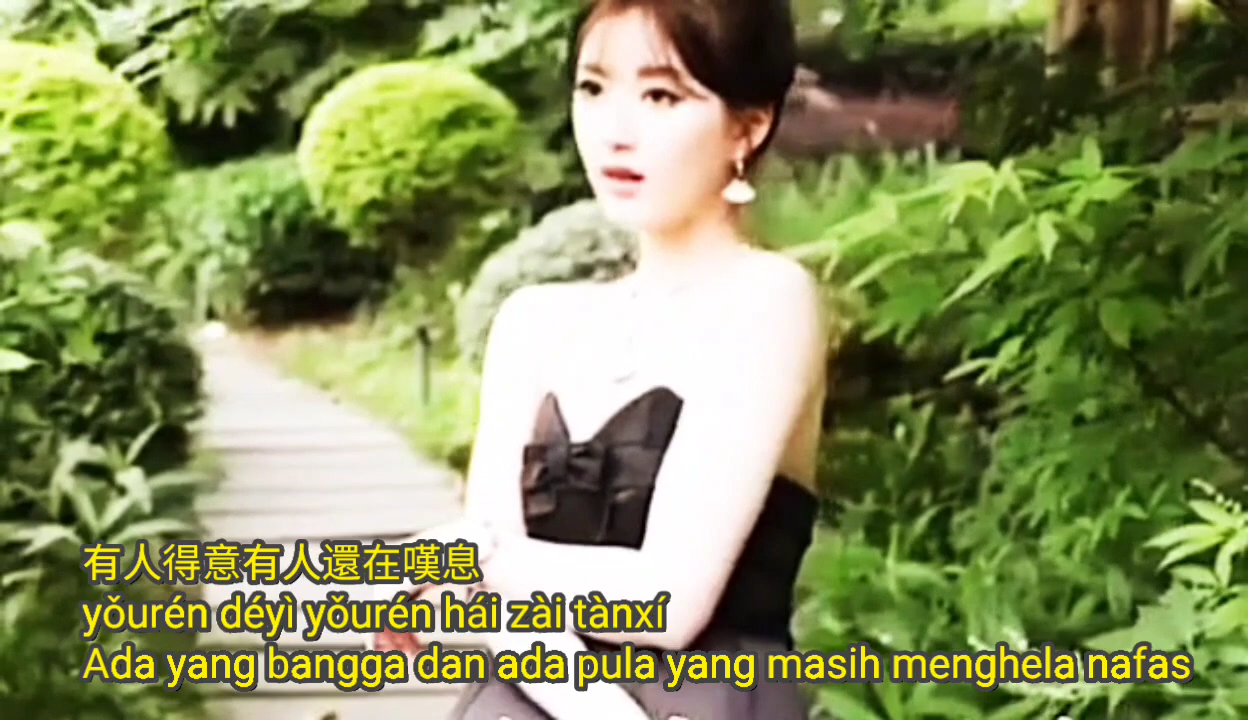 有人得意有人還在嘆息
yǒurén déyì yǒurén hái zài tànxí
Ada yang bangga dan ada pula yang masih menghela nafas